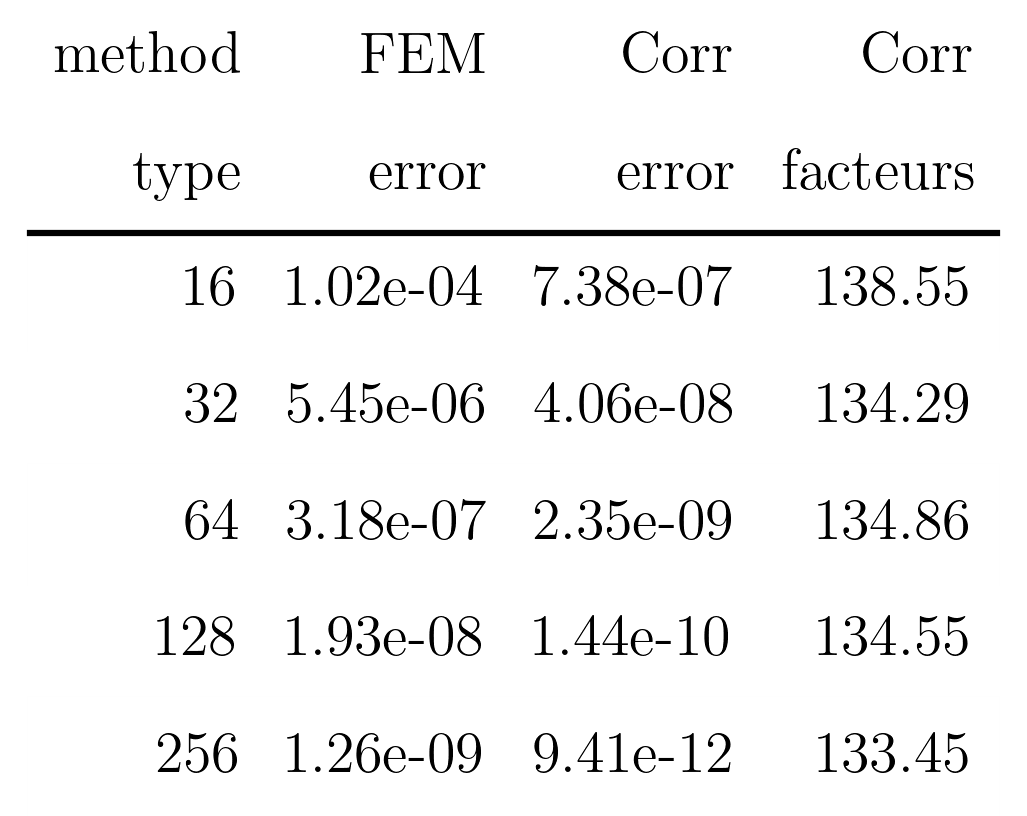 method FEM Corr Corr
type error error facteurs
16 1.02e-04 7.38e-07 138.55
32 5.45e-06 4.06e-08 134.29
64 3.18e-07 2.35e-09 134.86
128 1.93e-08 1.44e-10 134.55
256 1.26e-09 9.41e-12 133.45